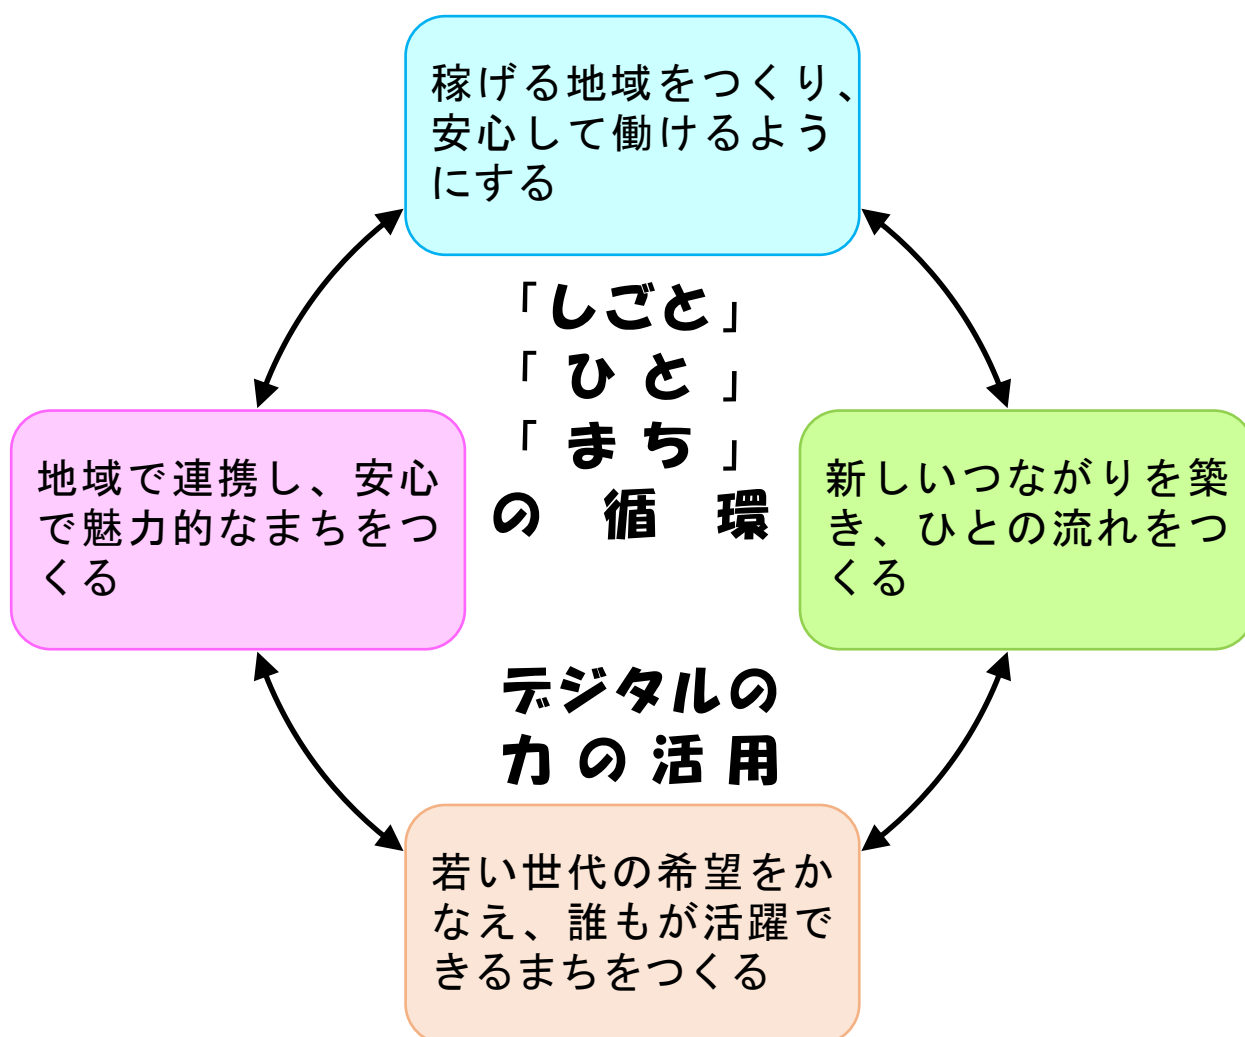 稼げる地域をつくり、
安心して働けるよう
にする
「しごと」
「ひと」
「まち」
の循環
地域で連携し、安心
で魅力的なまちをつ
くる
新しいつながりを築
き、ひとの流れをつ
くる
デジタルの
力の活用
若い世代の希望をか
なえ、誰もが活躍で
きるまちをつくる